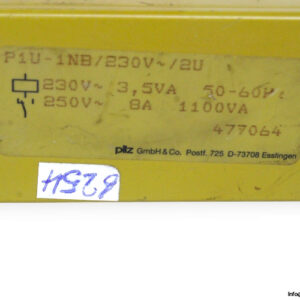 P1U-1NB/230V~/2U
230V~ 3,5VA 50-60Hz
250V~ 8A 1100VA
477064
pilz GmbH & Co. Postf. 725 D-73708 Esslingen